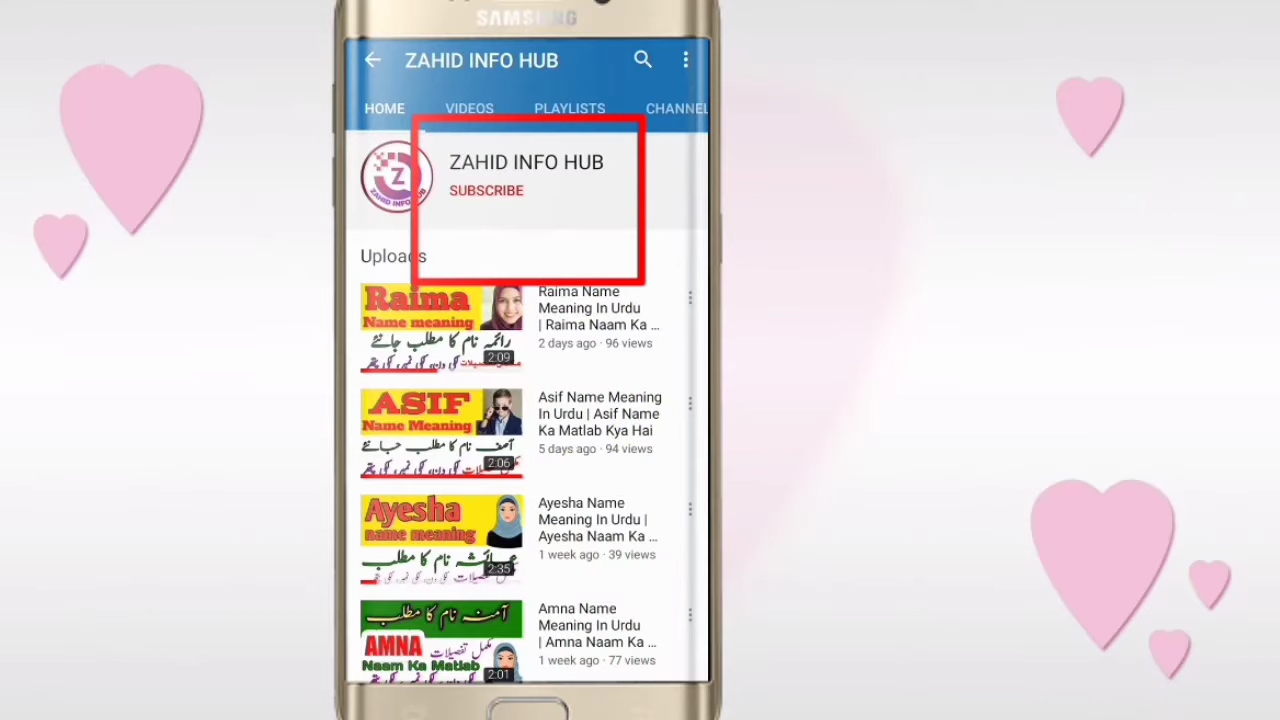 SAMSUNG
ZAHID INFO HUB
HOME VIDEOS PLAYLISTS CHANNEL
ZAHID INFO HUB
SUBSCRIBE
Z
ZAHID INFO HUB
Uploads
Raima
Name meaning
رائمہ نام کا مطلب جانئے
2:09
Raima Name
Meaning In Urdu
| Raima Naam Ka ...
2 days ago · 96 views
ASIF
Name Meaning
آصف نام کا مطلب جانئے
2:06
Asif Name Meaning
In Urdu | Asif Name
Ka Matlab Kya Hai
5 days ago · 94 views
Ayesha
name meaning
عائشہ نام کا مطلب
2:35
Ayesha Name
Meaning In Urdu |
Ayesha Naam Ka ...
1 week ago · 39 views
آمنہ نام کا مطلب
AMNA
مکمل تفصیلات
Naam Ka Matlab
2:01
Amna Name
Meaning In Urdu
| Amna Naam Ka ...
1 week ago · 77 views